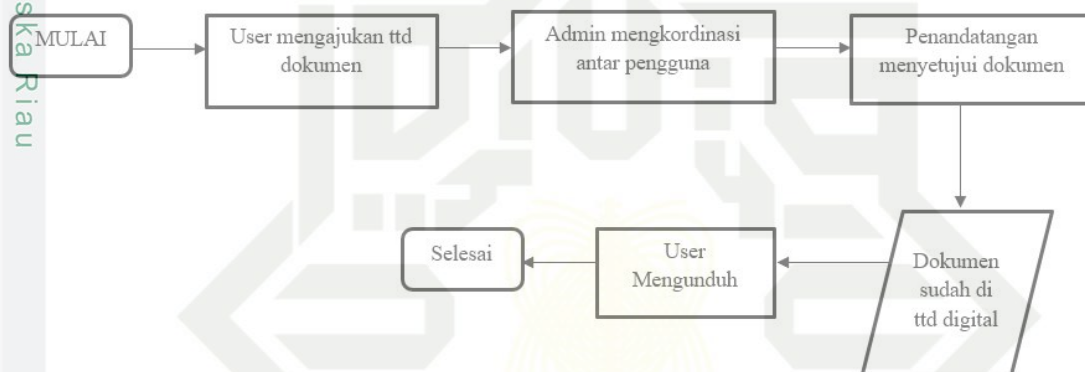 ska Riau
MULAI
User mengajukan ttd
dokumen
Admin mengkordinasi
antar pengguna
Penandatangan
menyetujui dokumen
Dokumen
sudah di
ttd digital
User
Mengunduh
Selesai